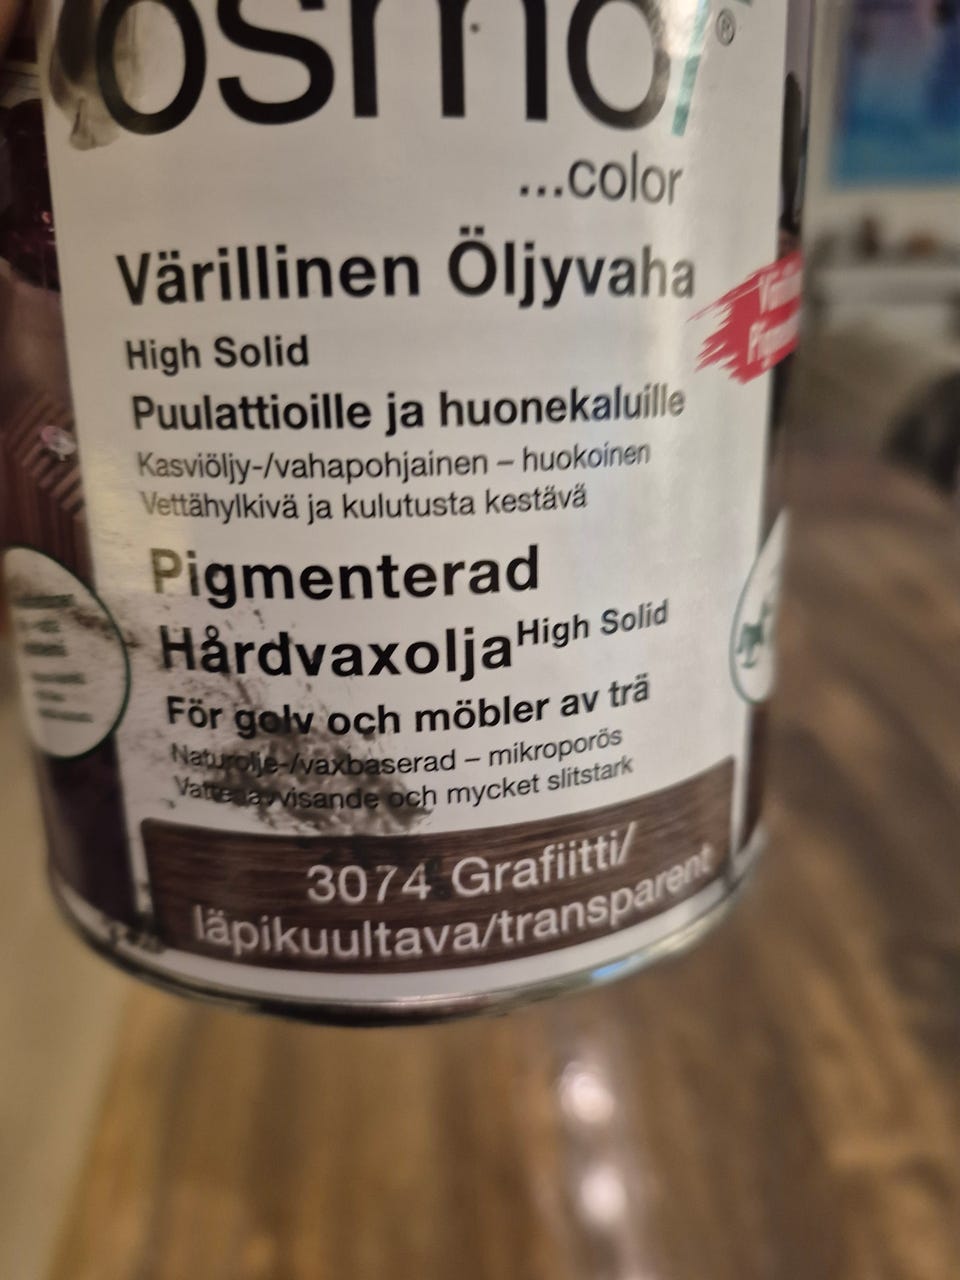 osmo
®
...color
Värillinen Öljyvaha
High Solid
Puulattioille ja huonekaluille
Kasviöljy-/vahapohjainen – huokoinen
Vettähylkivä ja kulutusta kestävä
Pigmenterad
Hårdvaxolja High Solid
För golv och möbler av trä
Naturolje-/vaxbaserad – mikroporös
Vattenavvisande och mycket slitstark
3074 Grafiitti/
läpikuultava/transparent